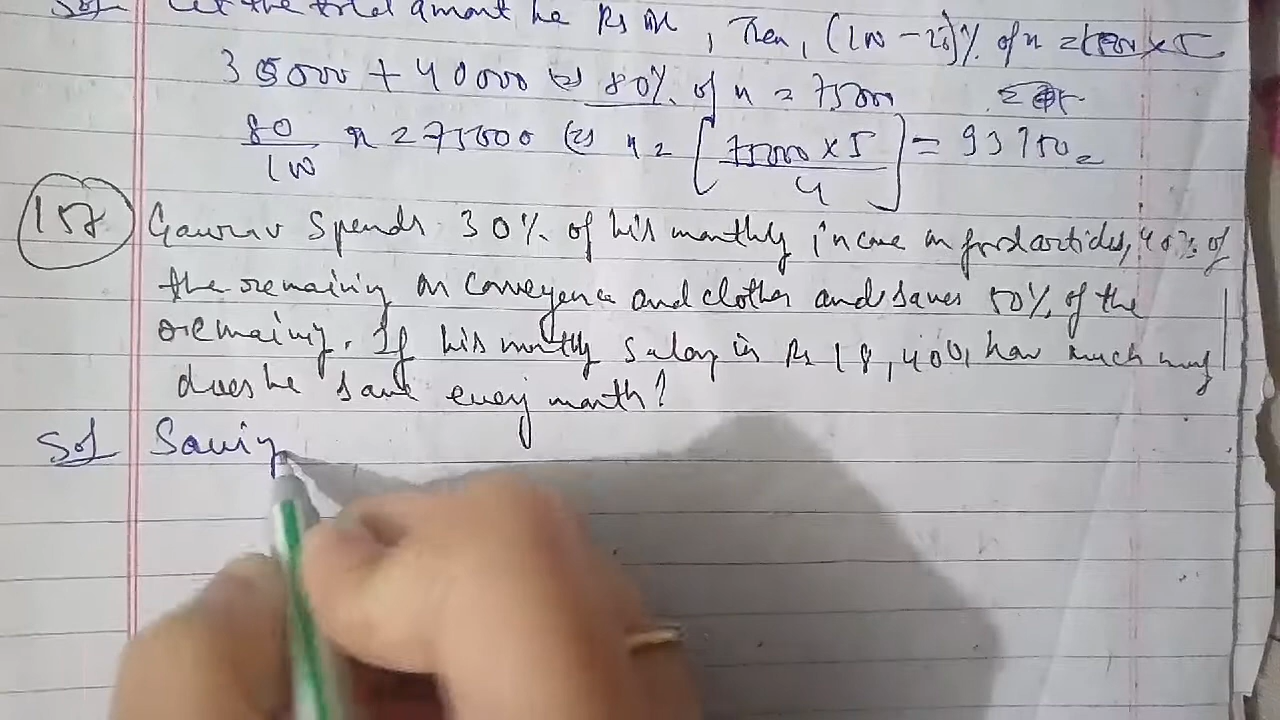 Sol Let the total amont be Rs x, Then, (100 - 20)% of x =
35000 + 40000 (=) 80% of x = 75000
80/100 x = 75000 (=) x = [75000 × 5 / 4] = 93750
157 Gaurav spends 30% of his monthly income on food articles, 40% of
the remaining on conveyence and clothes and saves 50% of the
remaining. If his monthly salary is Rs 18,400, how much
does he save every month?
Sol Saving